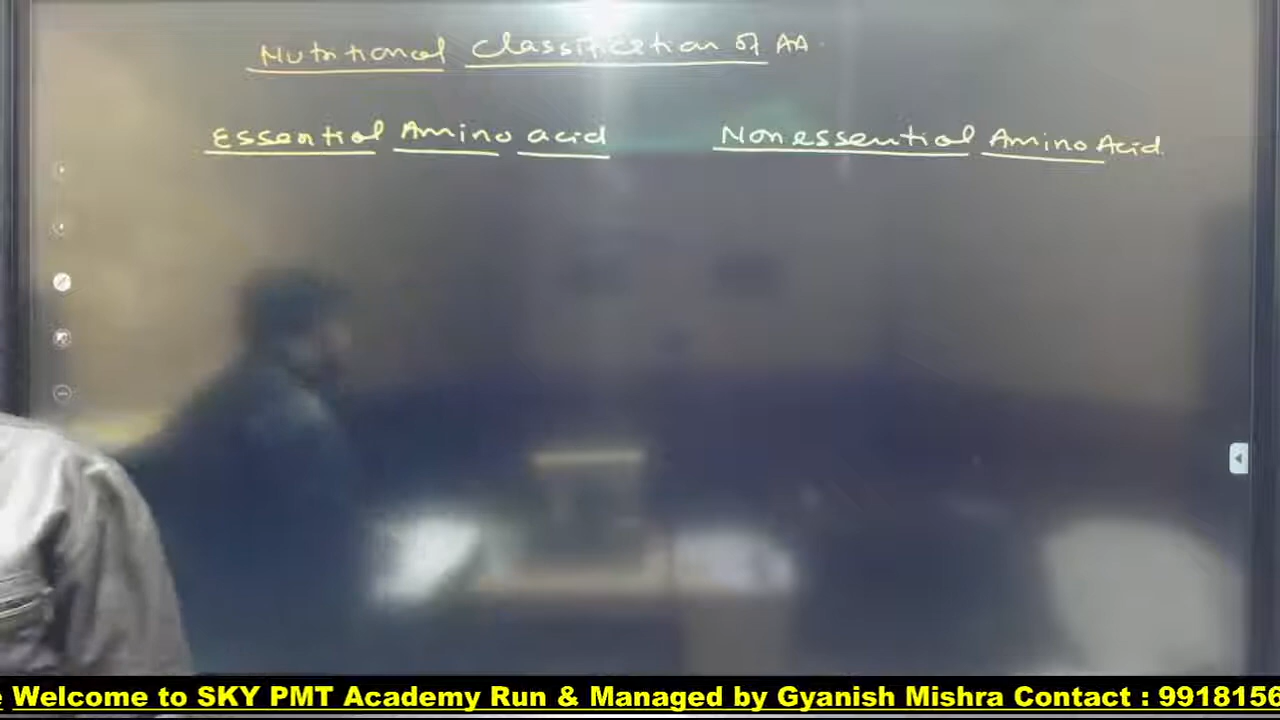 Nutritional Classification of AA
Essential Amino acid Nonessential Amino Acid.
e Welcome to SKY PMT Academy Run & Managed by Gyanish Mishra Contact : 9918156